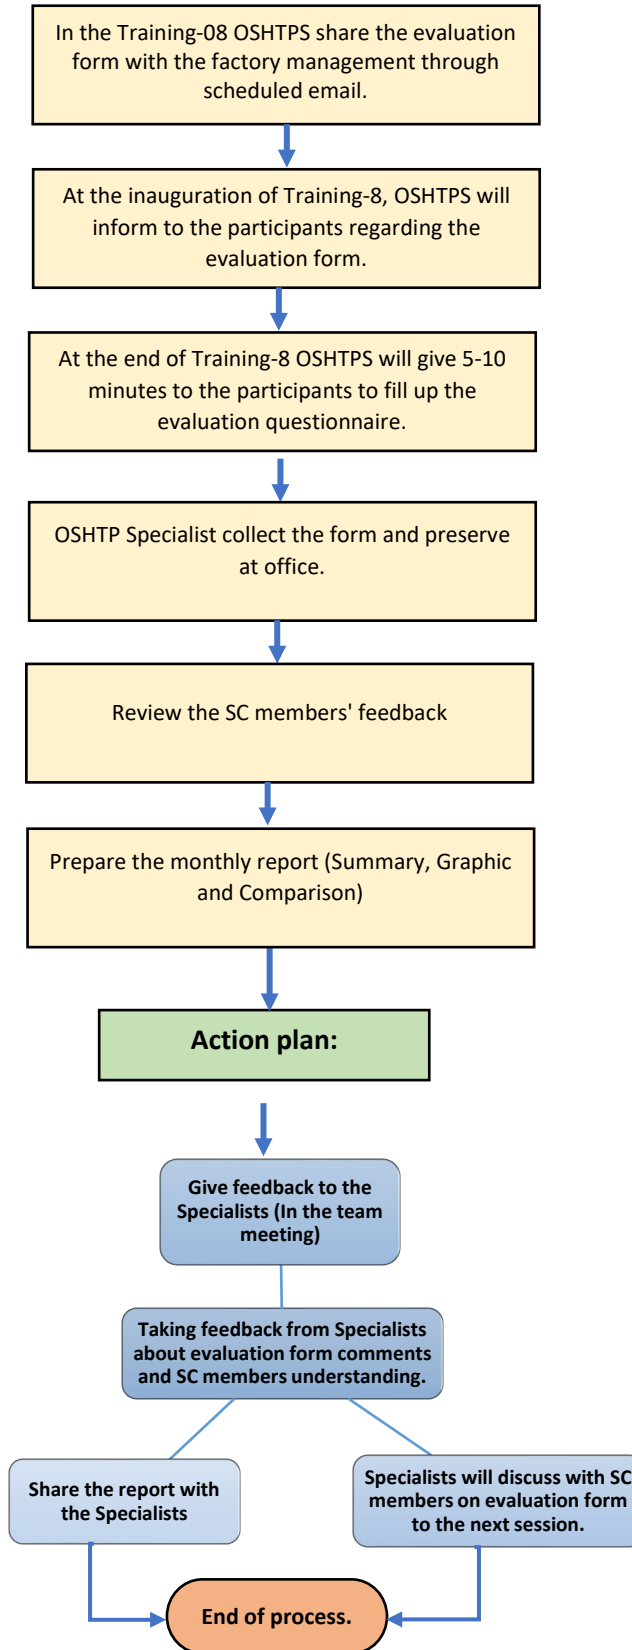 In the Training-08 OSHTPS share the evaluation
form with the factory management through
scheduled email.
At the inauguration of Training-8, OSHTPS will
inform to the participants regarding the
evaluation form.
At the end of Training-8 OSHTPS will give 5-10
minutes to the participants to fill up the
evaluation questionnaire.
OSHTP Specialist collect the form and preserve
at office.
Review the SC members' feedback
Prepare the monthly report (Summary, Graphic
and Comparison)
Action plan:
Give feedback to the
Specialists (In the team
meeting)
Taking feedback from Specialists
about evaluation form comments
and SC members understanding.
Share the report with
the Specialists
Specialists will discuss with SC
members on evaluation form
to the next session.
End of process.